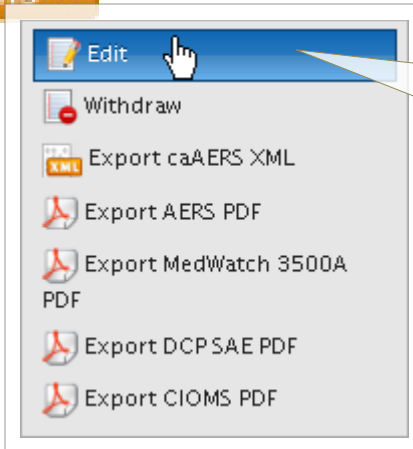 Edit
Withdraw
XML Export caAERS XML
Export AERS PDF
Export MedWatch 3500A
PDF
Export DCP SAE PDF
Export CIOMS PDF